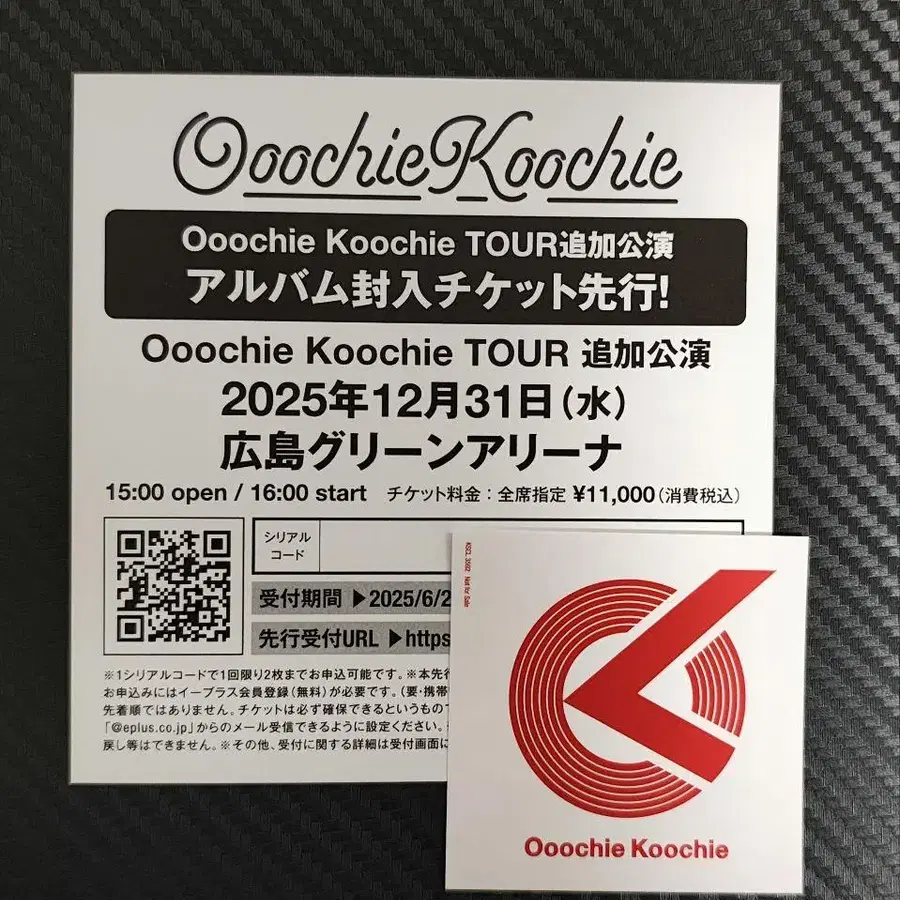 Ooochie Koochie
Ooochie Koochie TOUR追加公演
アルバム封入チケット先行!
Ooochie Koochie TOUR 追加公演
2025年12月31日(水)
広島グリーンアリーナ
15:00 open / 16:00 start チケット料金:全席指定 ¥11,000(消費税込)
シリアル
コード
受付期間 ▶2025/6/2
先行受付URL ▶https
※1シリアルコードで1回限り2枚までお申込可能です。※本先行
お申込みにはイープラス会員登録(無料)が必要です。(要・携帯
先着順ではありません。チケットは必ず確保できるというもので
「@eplus.co.jp」からのメール受信できるように設定ください。
戻し等はできません。※その他、受付に関する詳細は受付画面に
KSCL 3592 Not for Sale
Ooochie Koochie